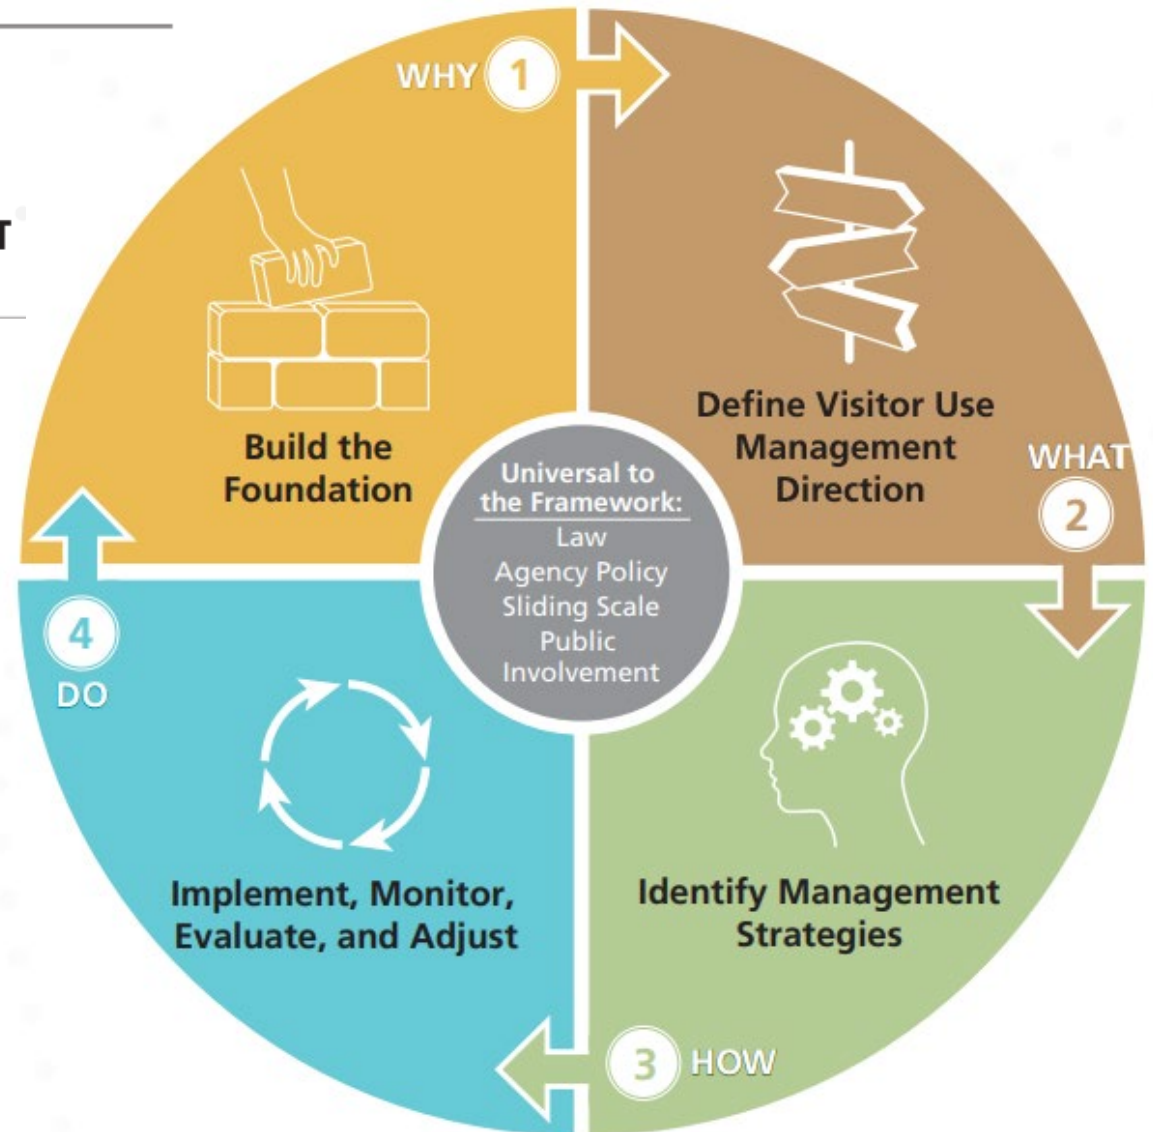 T
WHY 1
Build the
Foundation
Define Visitor Use
Management
Direction
WHAT
2
Universal to
the Framework:
Law
Agency Policy
Sliding Scale
Public
Involvement
Identify Management
Strategies
3 HOW
4
DO
Implement, Monitor,
Evaluate, and Adjust